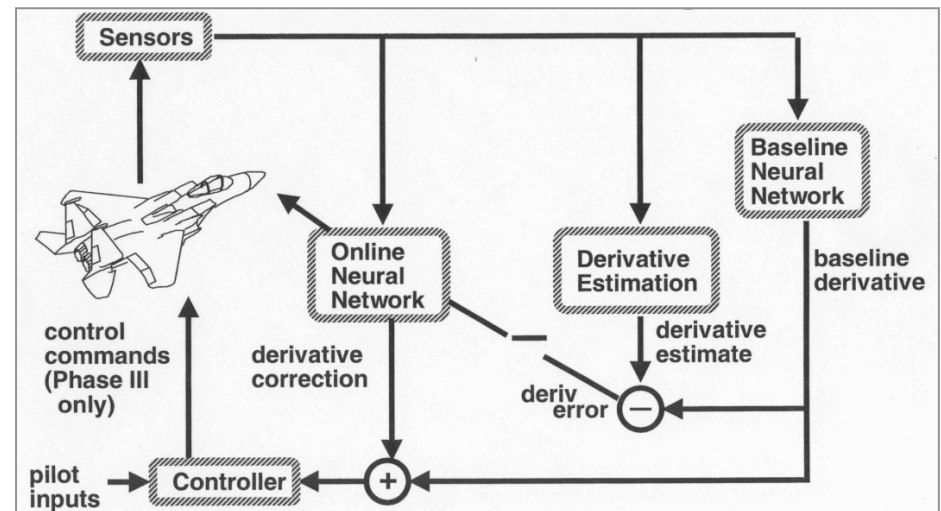 Sensors
Baseline
Neural
Network
Online
Neural
Network
Derivative
Estimation
baseline
derivative
control
commands
(Phase III
only)
derivative
correction
derivative
estimate
deriv
error
−
pilot
inputs
Controller
+